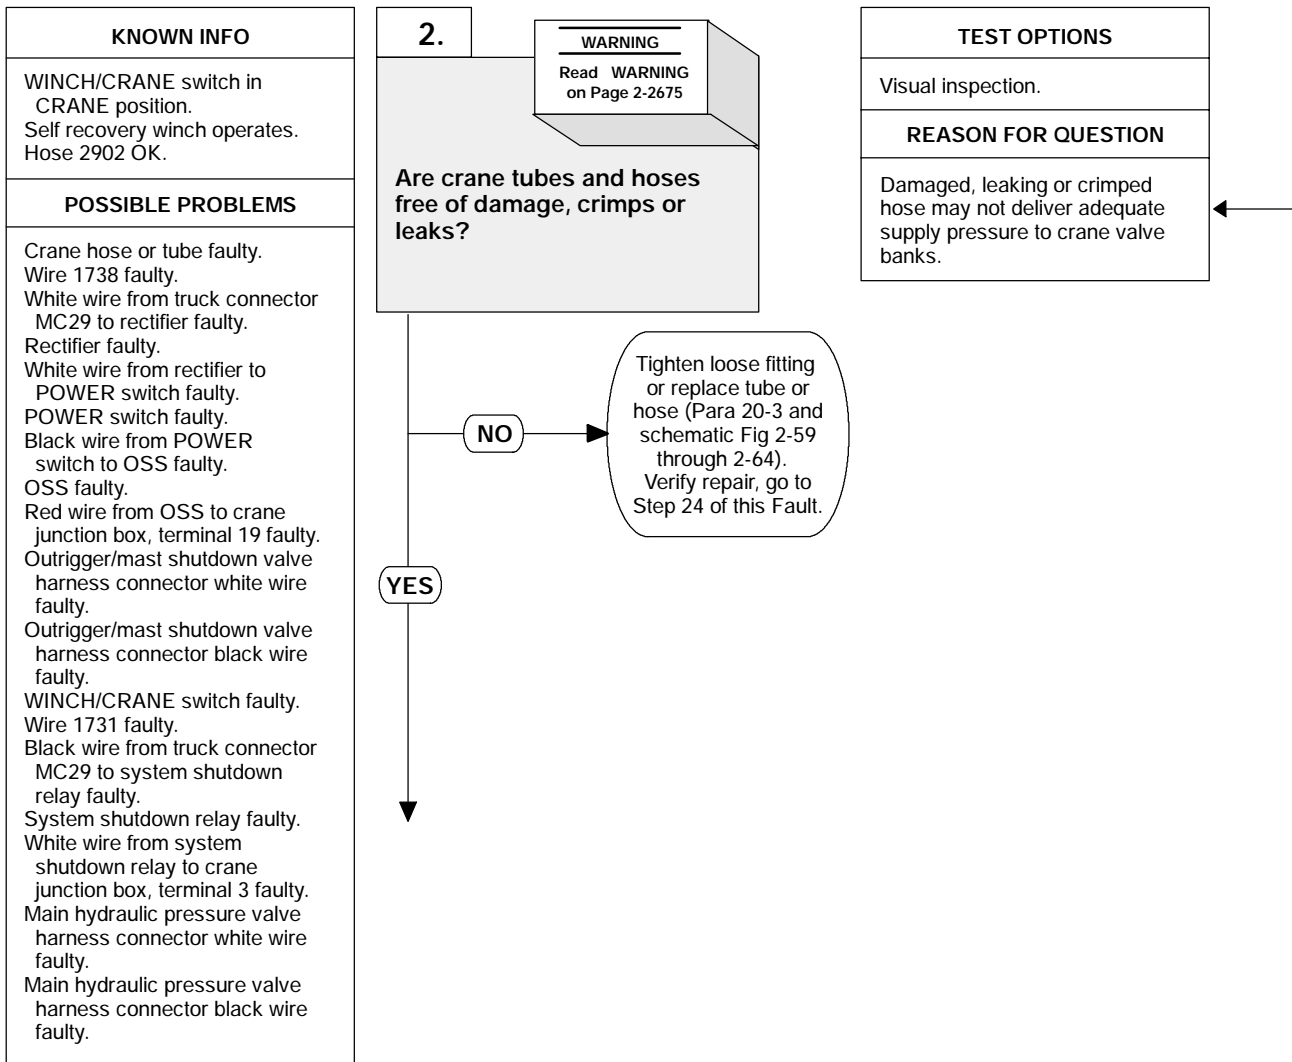 KNOWN INFO
WINCH/CRANE switch in
CRANE position.
Self recovery winch operates.
Hose 2902 OK.
POSSIBLE PROBLEMS
Crane hose or tube faulty.
Wire 1738 faulty.
White wire from truck connector
MC29 to rectifier faulty.
Rectifier faulty.
White wire from rectifier to
POWER switch faulty.
POWER switch faulty.
Black wire from POWER
switch to OSS faulty.
OSS faulty.
Red wire from OSS to crane
junction box, terminal 19 faulty.
Outrigger/mast shutdown valve
harness connector white wire
faulty.
Outrigger/mast shutdown valve
harness connector black wire
faulty.
WINCH/CRANE switch faulty.
Wire 1731 faulty.
Black wire from truck connector
MC29 to system shutdown
relay faulty.
System shutdown relay faulty.
White wire from system
shutdown relay to crane
junction box, terminal 3 faulty.
Main hydraulic pressure valve
harness connector white wire
faulty.
Main hydraulic pressure valve
harness connector black wire
faulty.
2.
WARNING
Read WARNING
on Page 2-2675
Are crane tubes and hoses
free of damage, crimps or
leaks?
NO
Tighten loose fitting
or replace tube or
hose (Para 20-3 and
schematic Fig 2-59
through 2-64).
Verify repair, go to
Step 24 of this Fault.
YES
TEST OPTIONS
Visual inspection.
REASON FOR QUESTION
Damaged, leaking or crimped
hose may not deliver adequate
supply pressure to crane valve
banks.